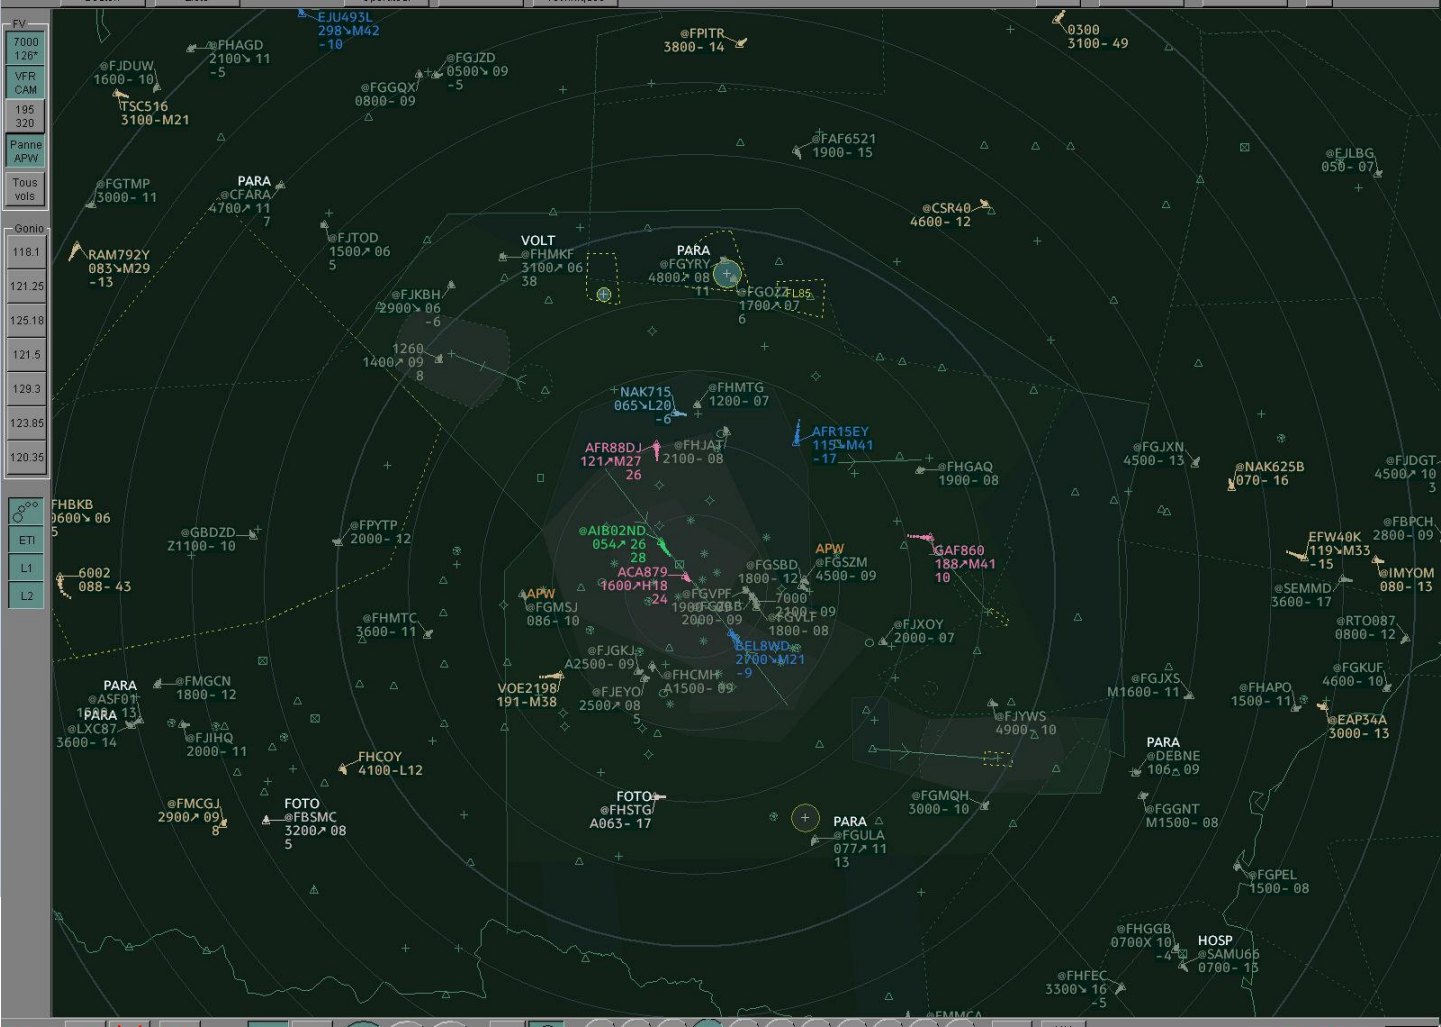 FV
7000
126*
VFR
CAM
195
320
Panne
APW
Tous
vols
Gonio
118.1
121.25
125.18
121.5
129.3
123.85
120.35
ETI
L1
L2
EJU493L
298↘M42
-10
@FHAGD
2100↘ 11
-5
@FJDUW
1600- 10
TSC516
3100-M21
@FGJZD
0500↘ 09
-5
@FGGQX
0800- 09
@FPITR
3800- 14
0300
3100- 49
@FAF6521
1900- 15
@FJLBG
050- 07
@FGTMP
3000- 11
PARA
@CFARA
4700↗ 11
7
@CSR40
4600- 12
RAM792Y
083↘M29
-13
@FJTOD
1500↗ 06
5
VOLT
@FHMKF
3100↗ 06
38
PARA
@FGYRY
4800↗ 08
11
FL85
1700↗ 07
6
@FJKBH
2900↘ 06
-6
1260
1400↗ 09
8
NAK715
065↘L20
-6
@FHMTG
1200- 07
AFR15EY
115↘M41
-17
AFR88DJ
121↗M27
26
@FHJAT
2100- 08
@FHGAQ
1900- 08
@FGJXN
4500- 13
@NAK625B
070- 16
@FJDGT
4500↗ 10
3
FHBKB
0600↘ 06
5
@GBDZD
Z1100- 10
@FPYTP
2000- 12
@AIB02ND
054↗ 26
28
ACA879
1600↗H18
24
APW
@FGSZM
4500- 09
@FGSBD
1800- 12
@FGVPF
2000- 09
7000
2100- 09
@FGVLF
1800- 08
GAF860
188↗M41
10
@FBPCH
2800- 09
EFW40K
119↘M33
-15
@IMYOM
080- 13
@SEMMD
3600- 17
6002
088- 43
APW
@FGMSJ
086- 10
@FHMTC
3600- 11
BEL8WD
2700↘M21
-9
@FJXOY
2000- 07
@RTO087
0800- 12
@FJGKJ
A2500- 09
@FHCMH
A1500- 09
@FJEYO
2500↗ 08
5
VOE2198
191-M38
@FMGCN
1800- 12
PARA
@ASF01
PARA
@LXC87
3600- 14
@FJIHQ
2000- 11
@FGJXS
M1600- 11
@FGKUF
4600- 10
@FHAPO
1500- 11
@EAP34A
3000- 13
@FJYWS
4900- 10
PARA
@DEBNE
106↗ 09
FHCOY
4100-L12
@FMCGJ
2900↗ 09
8
FOTO
@FBSMC
3200↗ 08
5
FOTO
@FHSTG
A063- 17
@FGMQH
3000- 10
@FGGNT
M1500- 08
PARA
@FGULA
077↗ 11
13
@FGPEL
1500- 08
@FHGGB
0700X 10
-4
HOSP
@SAMU66
0700- 13
@FHFEC
3300↘ 16
-5